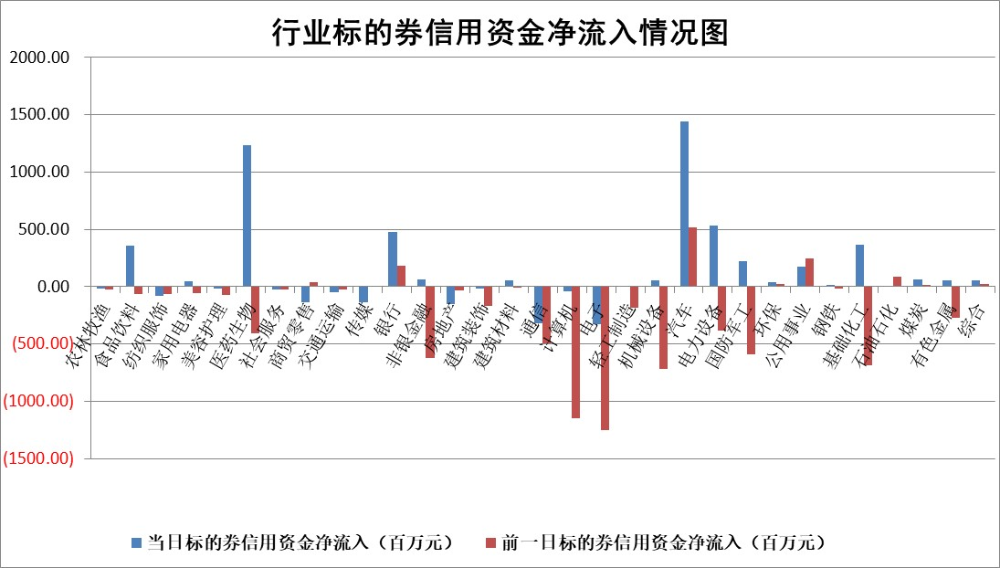 行业标的券信用资金净流入情况图
2000.00
1500.00
1000.00
500.00
0.00
(500.00)
(1000.00)
(1500.00)
农林牧渔
食品饮料
纺织服饰
家用电器
美容护理
医药生物
社会服务
商贸零售
交通运输
传媒
银行
非银金融
房地产
建筑装饰
建筑材料
通信
计算机
电子
轻工制造
机械设备
汽车
电力设备
国防军工
环保
公用事业
钢铁
基础化工
石油石化
煤炭
有色金属
综合
当日标的券信用资金净流入（百万元）
前一日标的券信用资金净流入（百万元）